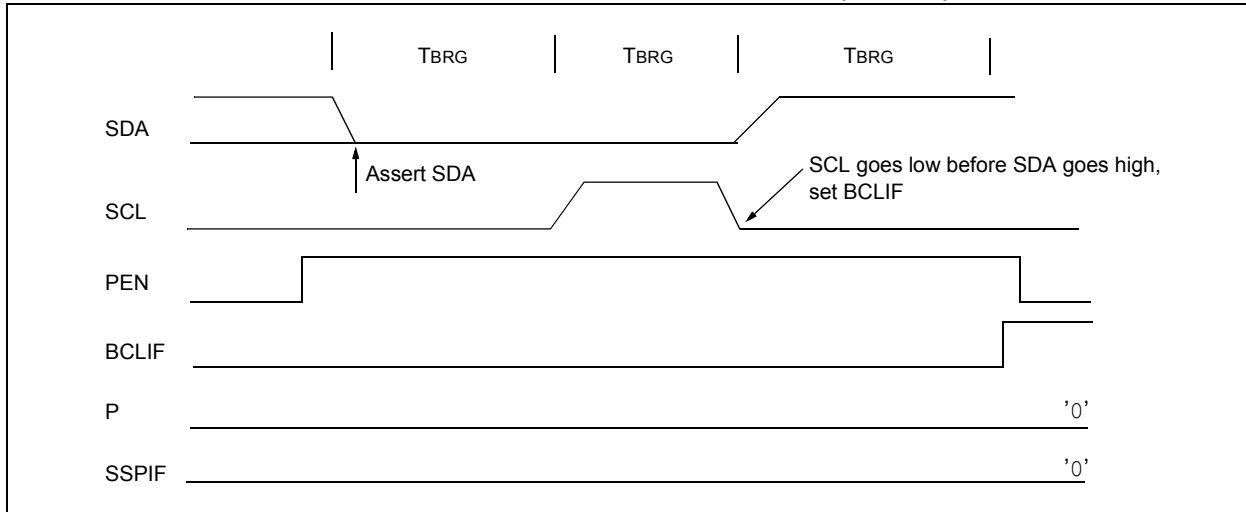 TBRG TBRG TBRG
SDA
Assert SDA
SCL goes low before SDA goes high,
set BCLIF
SCL
PEN
BCLIF
P '0'
SSPIF '0'